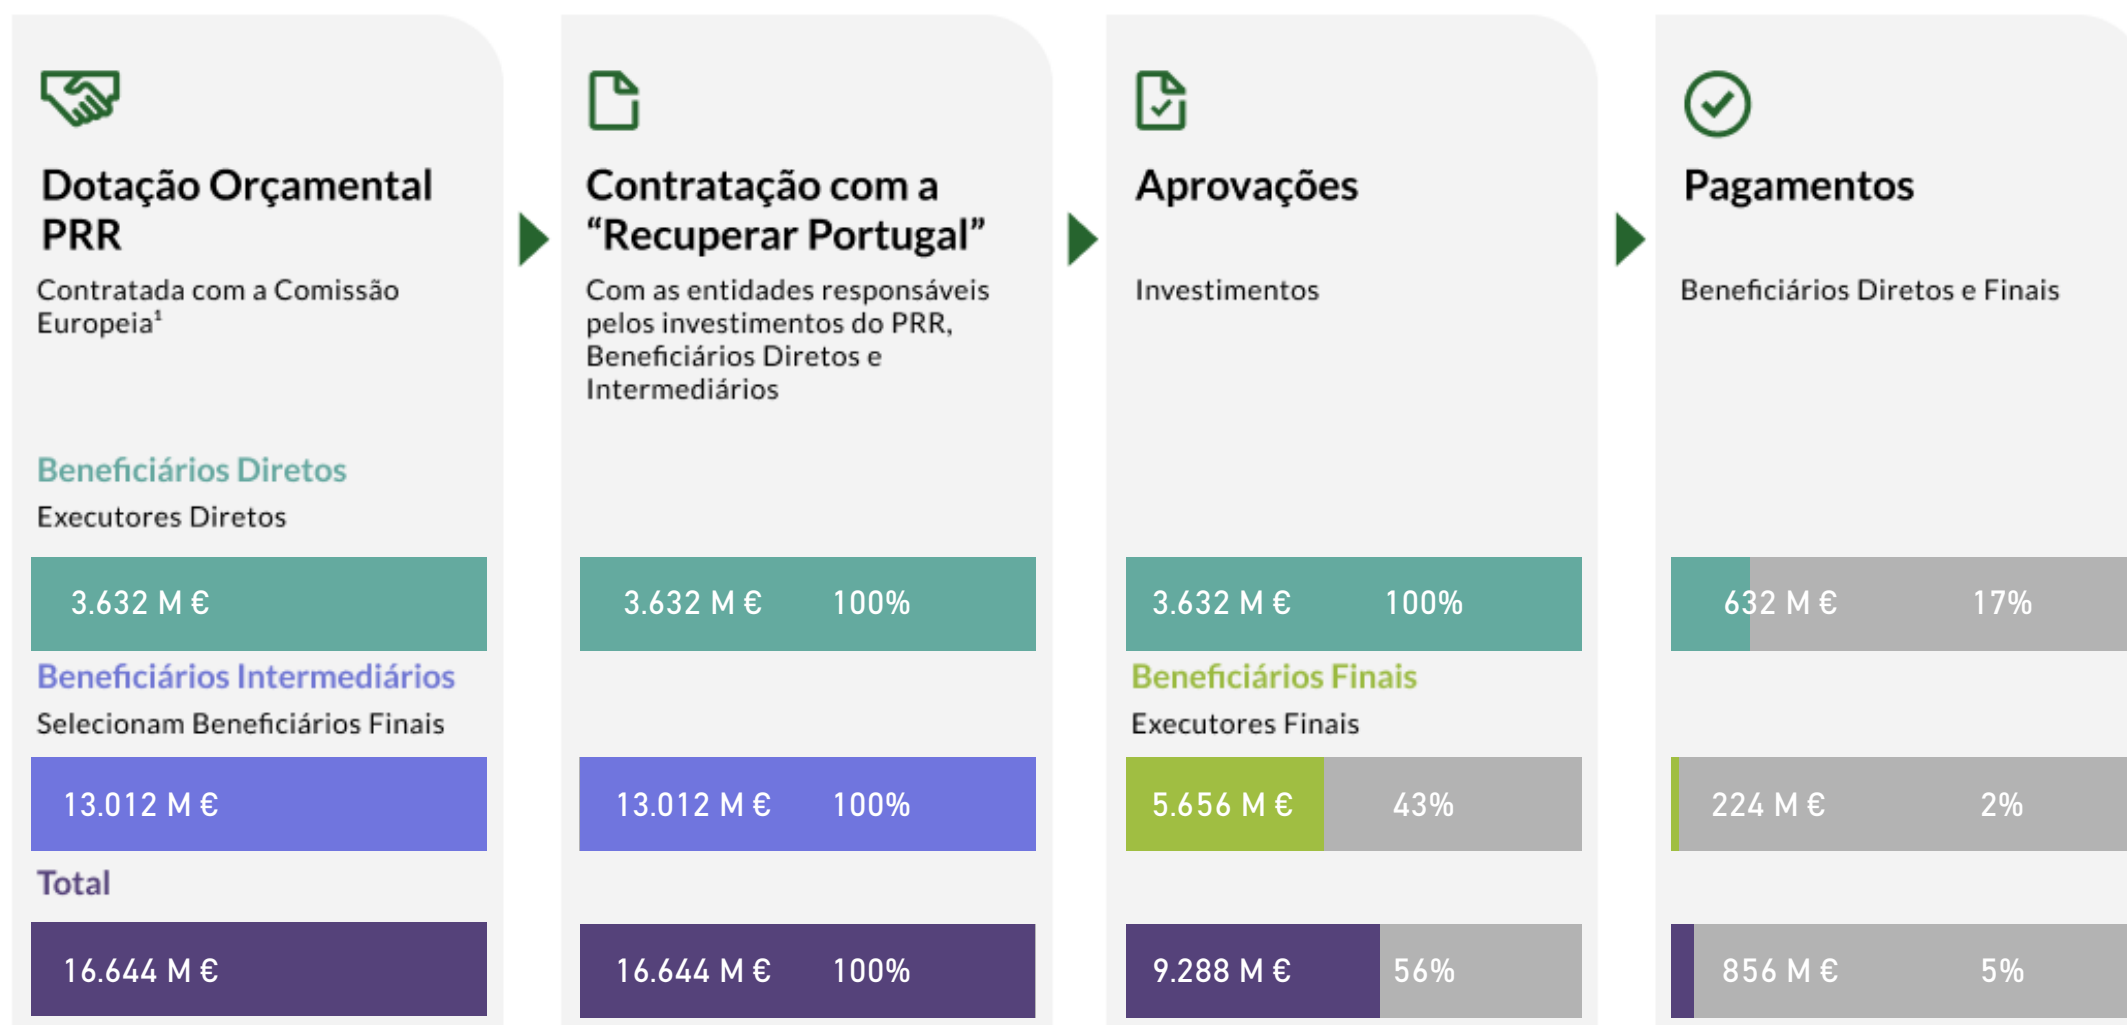 Dotação Orçamental
PRR
Contratada com a Comissão
Europeia¹
Contratação com a
“Recuperar Portugal”
Com as entidades responsáveis
pelos investimentos do PRR,
Beneficiários Diretos e
Intermediários
Aprovações
Investimentos
Pagamentos
Beneficiários Diretos e Finais
Beneficiários Diretos
Executores Diretos
3.632 M €
3.632 M € 100%
3.632 M € 100%
632 M € 17%
Beneficiários Intermediários
Selecionam Beneficiários Finais
Beneficiários Finais
Executores Finais
13.012 M €
13.012 M € 100%
5.656 M € 43%
224 M € 2%
Total
16.644 M €
16.644 M € 100%
9.288 M € 56%
856 M € 5%